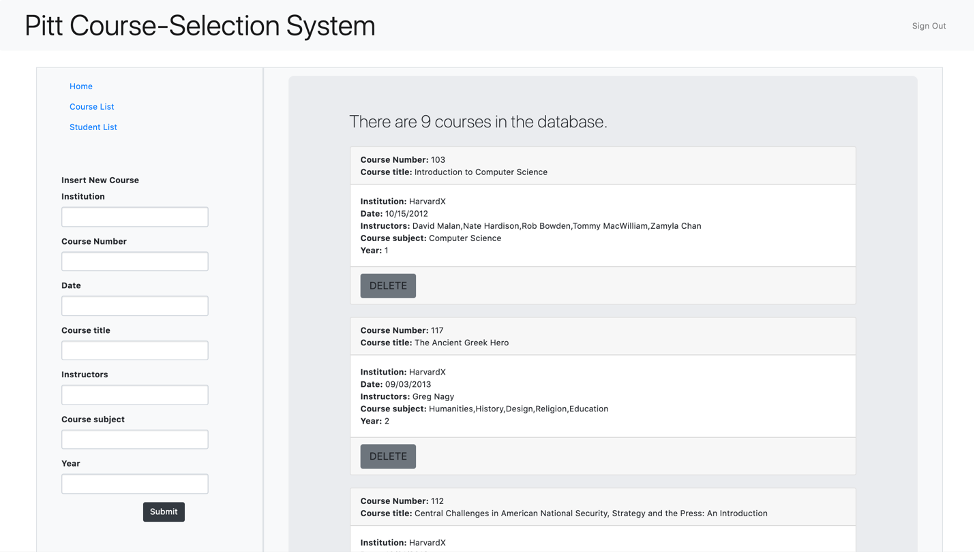 Pitt Course-Selection System
Sign Out
Home
Course List
Student List
Insert New Course
Institution
Course Number
Date
Course title
Instructors
Course subject
Year
Submit
There are 9 courses in the database.
Course Number: 103
Course title: Introduction to Computer Science
Institution: HarvardX
Date: 10/15/2012
Instructors: David Malan,Nate Hardison,Rob Bowden,Tommy MacWilliam,Zamyla Chan
Course subject: Computer Science
Year: 1
DELETE
Course Number: 117
Course title: The Ancient Greek Hero
Institution: HarvardX
Date: 09/03/2013
Instructors: Greg Nagy
Course subject: Humanities,History,Design,Religion,Education
Year: 2
DELETE
Course Number: 112
Course title: Central Challenges in American National Security, Strategy and the Press: An Introduction
Institution: HarvardX